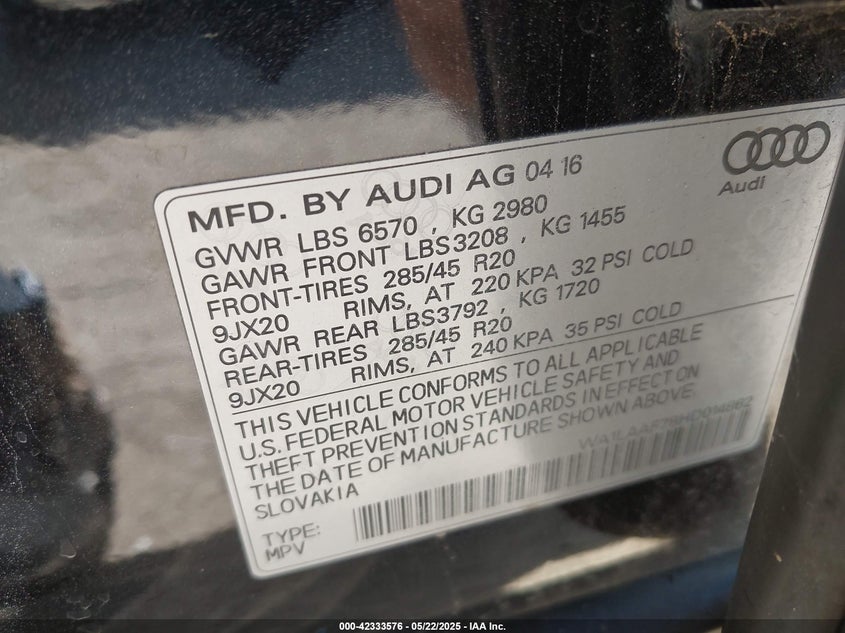 MFD. BY AUDI AG 04 16
Audi
GVWR LBS 6570 , KG 2980
GAWR FRONT LBS3208 , KG 1455
FRONT-TIRES 285/45 R20
9JX20 RIMS, AT 220 KPA 32 PSI COLD
GAWR REAR LBS3792 , KG 1720
REAR-TIRES 285/45 R20
9JX20 RIMS, AT 240 KPA 35 PSI COLD
THIS VEHICLE CONFORMS TO ALL APPLICABLE
U.S. FEDERAL MOTOR VEHICLE SAFETY AND
THEFT PREVENTION STANDARDS IN EFFECT ON
THE DATE OF MANUFACTURE SHOWN ABOVE.
SLOVAKIA
TYPE:
MPV
000-42333576 - 05/22/2025 - IAA Inc.